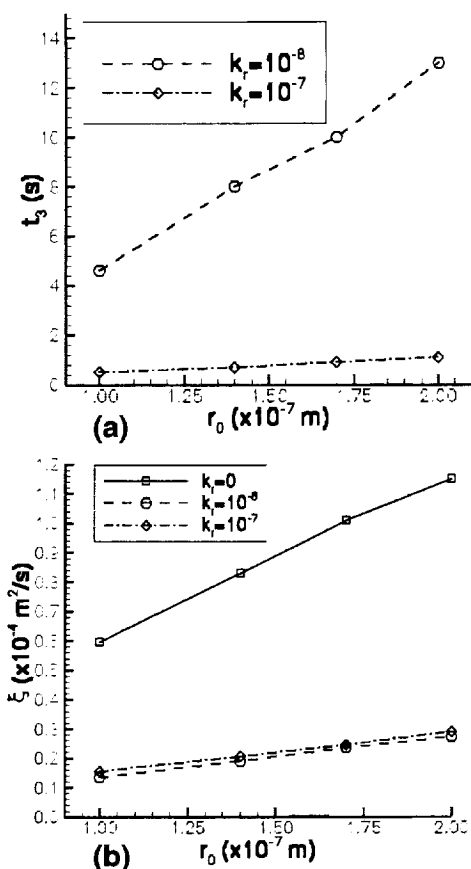 14
12
10
8
6
4
2
0
t₃ (s)
kᵣ=10⁻⁸
kᵣ=10⁻⁷
1.00 1.25 1.50 1.75 2.00
r₀ (x10⁻⁷ m)
(a)
1.2
1.1
1.0
0.9
0.8
0.7
0.6
0.5
0.4
0.3
0.2
0.1
0.0
ξ (x10⁻⁴ m²/s)
kᵣ=0
kᵣ=10⁻⁸
kᵣ=10⁻⁷
1.00 1.25 1.50 1.75 2.00
r₀ (x10⁻⁷ m)
(b)